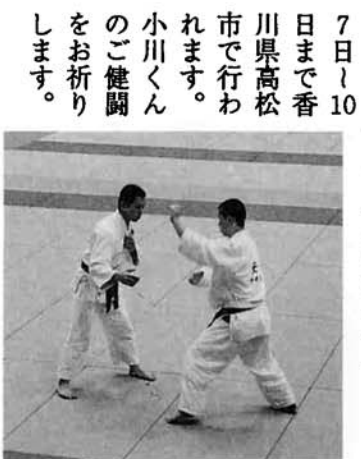 7日〜10
日まで香
川県高松
市で行わ
れます。
小川くん
のご健闘
をお祈り
します。